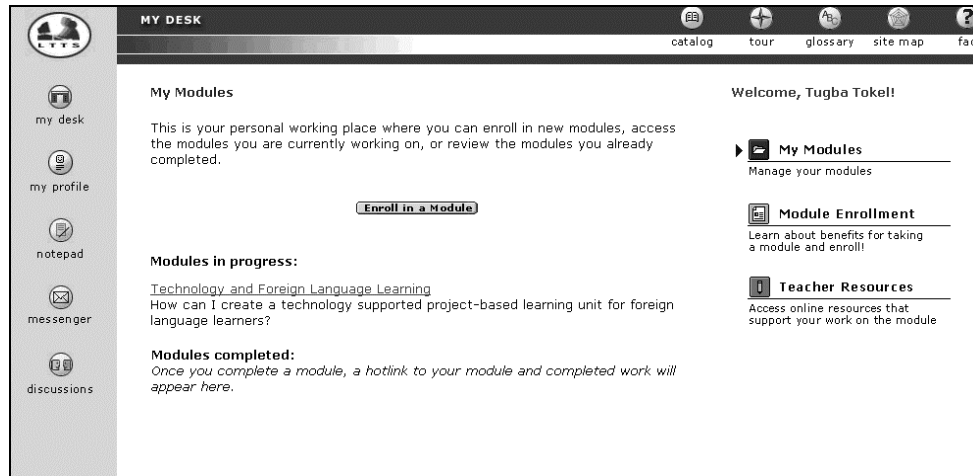 LTTS
MY DESK
catalog
tour
glossary
site map
my desk
my profile
notepad
messenger
discussions
My Modules
This is your personal working place where you can enroll in new modules, access
the modules you are currently working on, or review the modules you already
completed.
Enroll in a Module
Modules in progress:
Technology and Foreign Language Learning
How can I create a technology supported project-based learning unit for foreign
language learners?
Modules completed:
Once you complete a module, a hotlink to your module and completed work will
appear here.
Welcome, Tugba Tokel!
My Modules
Manage your modules
Module Enrollment
Learn about benefits for taking
a module and enroll!
Teacher Resources
Access online resources that
support your work on the module